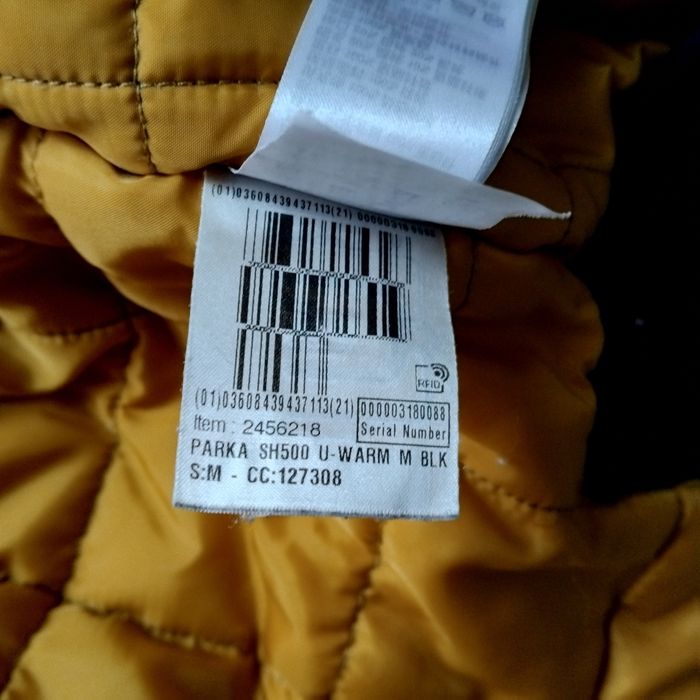 (01)03608439437113(21) 000003180088
RFID
(01)03608439437113(21) 000003180088
Item : 2456218 Serial Number
PARKA SH500 U-WARM M BLK
S:M - CC:127308